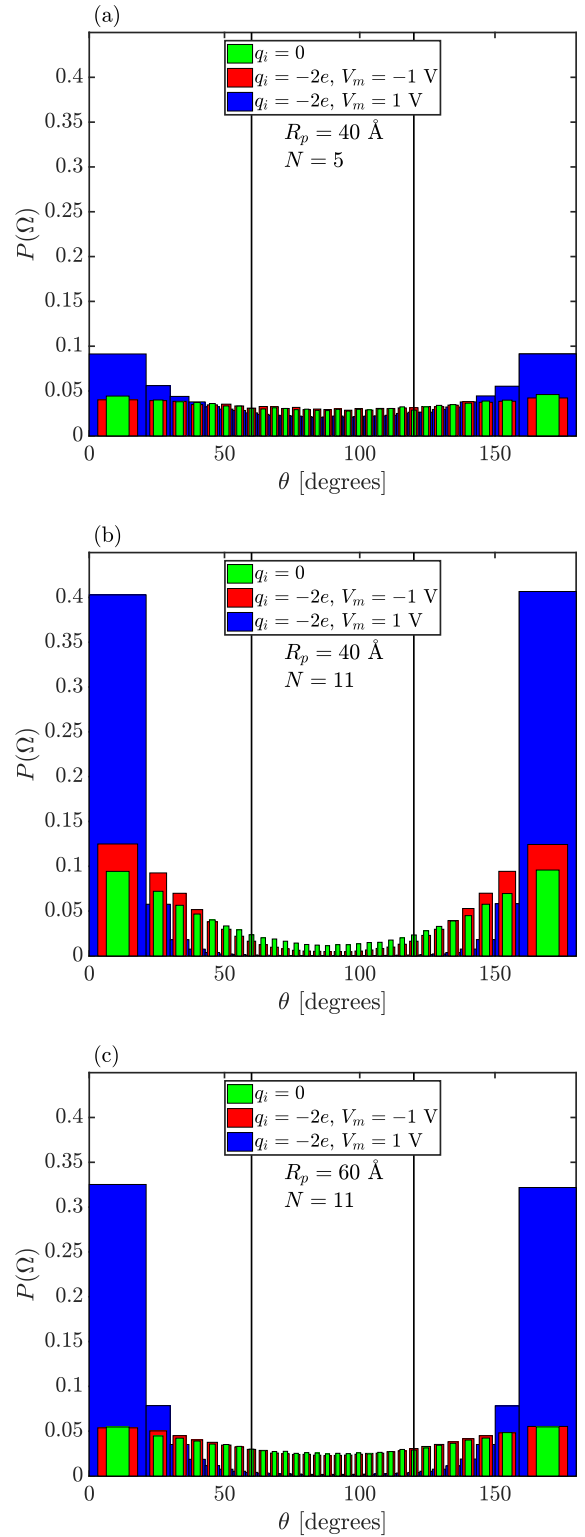 (a)
q_i = 0
q_i = −2e, V_m = −1 V
q_i = −2e, V_m = 1 V
R_p = 40 Å
N = 5
0.4
0.35
0.3
0.25
0.2
0.15
0.1
0.05
0
P(Ω)
0 50 100 150
θ [degrees]
(b)
q_i = 0
q_i = −2e, V_m = −1 V
q_i = −2e, V_m = 1 V
R_p = 40 Å
N = 11
0.4
0.35
0.3
0.25
0.2
0.15
0.1
0.05
0
P(Ω)
0 50 100 150
θ [degrees]
(c)
q_i = 0
q_i = −2e, V_m = −1 V
q_i = −2e, V_m = 1 V
R_p = 60 Å
N = 11
0.4
0.35
0.3
0.25
0.2
0.15
0.1
0.05
0
P(Ω)
0 50 100 150
θ [degrees]